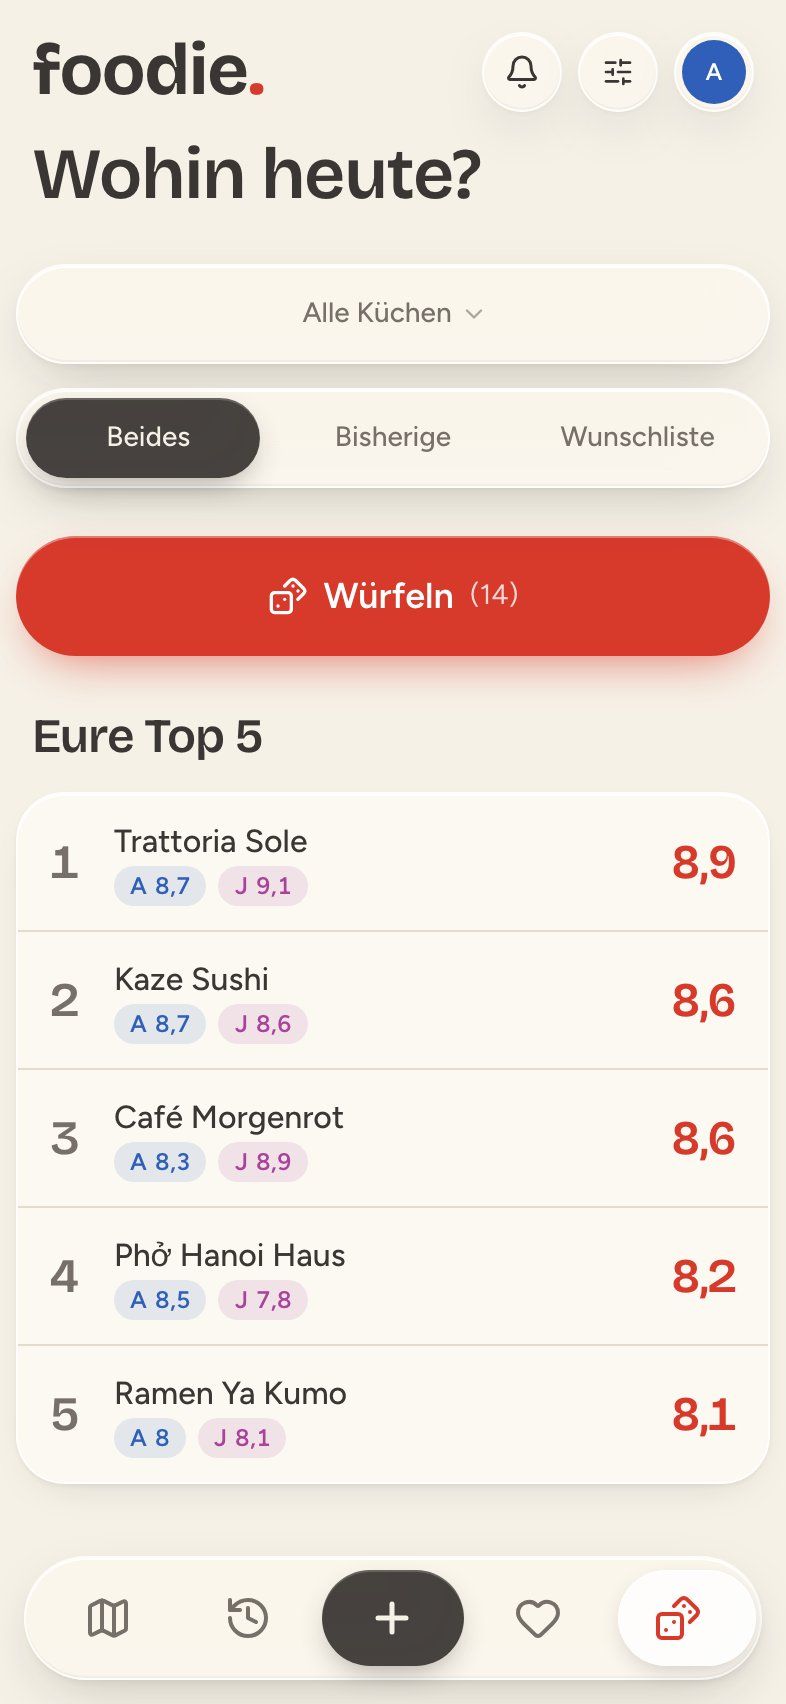 foodie.
A
Wohin heute?
Alle Küchen
Beides Bisherige Wunschliste
Würfeln (14)
Eure Top 5
1 Trattoria Sole 8,9
A 8,7 J 9,1
2 Kaze Sushi 8,6
A 8,7 J 8,6
3 Café Morgenrot 8,6
A 8,3 J 8,9
4 Phở Hanoi Haus 8,2
A 8,5 J 7,8
5 Ramen Ya Kumo 8,1
A 8 J 8,1